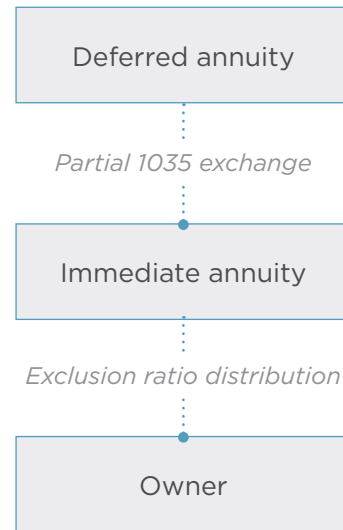 Deferred annuity
Partial 1035 exchange
Immediate annuity
Exclusion ratio distribution
Owner